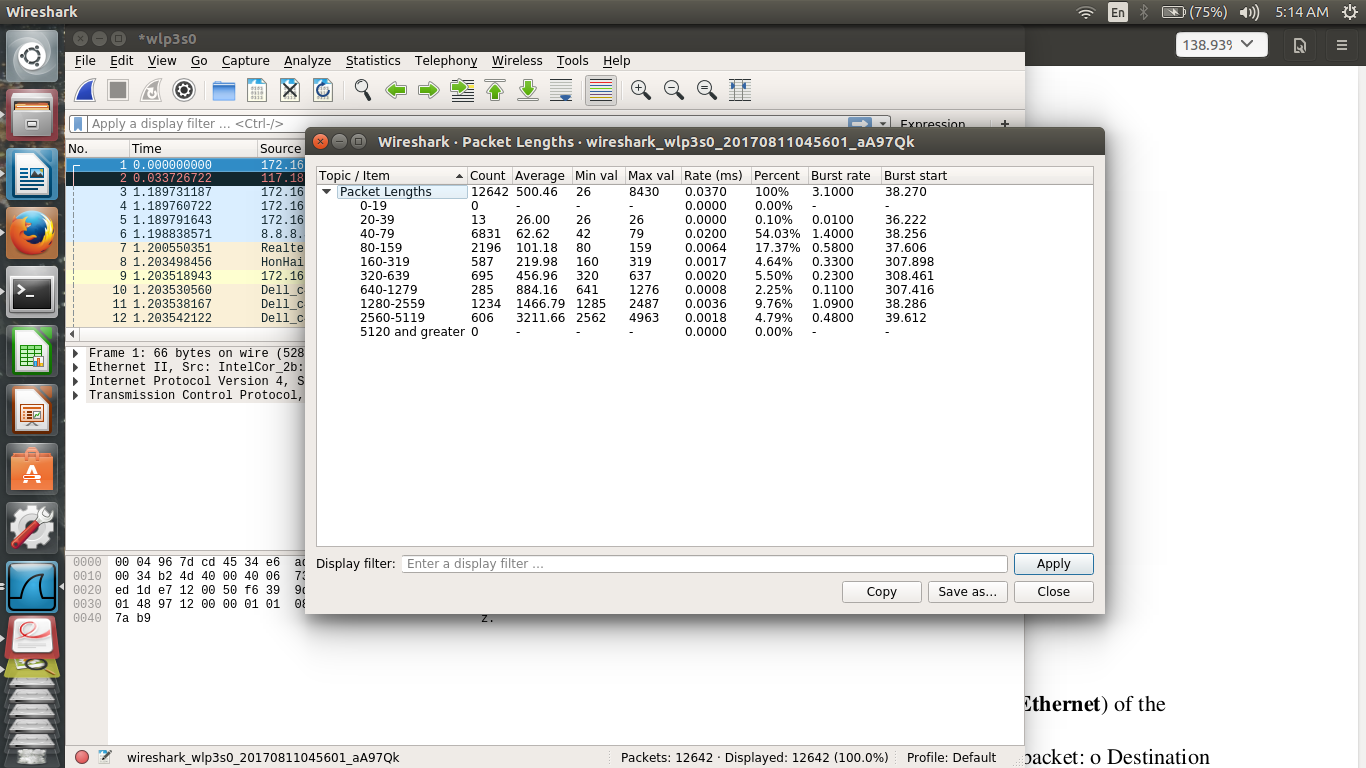 Wireshark En (75%) 5:14 AM
*wlp3s0 138.93%
File Edit View Go Capture Analyze Statistics Telephony Wireless Tools Help
Apply a display filter ... <Ctrl-/> Expression... +
Wireshark · Packet Lengths · wireshark_wlp3s0_20170811045601_aA97Qk
No. Time Source
1 0.000000000 172.16
2 0.033726722 117.18
3 1.189731187 172.16
4 1.189760722 172.16
5 1.189791643 172.16
6 1.198838571 8.8.8.
7 1.200550351 Realte
8 1.203498456 HonHai
9 1.203518943 172.16
10 1.203530560 Dell_c
11 1.203538167 Dell_c
12 1.203542122 Dell_c
Topic / Item Count Average Min val Max val Rate (ms) Percent Burst rate Burst start
Packet Lengths 12642 500.46 26 8430 0.0370 100% 3.1000 38.270
0-19 0 - - - 0.0000 0.00% - -
20-39 13 26.00 26 26 0.0000 0.10% 0.0100 36.222
40-79 6831 62.62 42 79 0.0200 54.03% 1.4000 38.256
80-159 2196 101.18 80 159 0.0064 17.37% 0.5800 37.606
160-319 587 219.98 160 319 0.0017 4.64% 0.3300 307.898
320-639 695 456.96 320 637 0.0020 5.50% 0.2300 308.461
640-1279 285 884.16 641 1276 0.0008 2.25% 0.1100 307.416
1280-2559 1234 1466.79 1285 2487 0.0036 9.76% 1.0900 38.286
2560-5119 606 3211.66 2562 4963 0.0018 4.79% 0.4800 39.612
5120 and greater 0 - - - 0.0000 0.00% - -
Frame 1: 66 bytes on wire (528
Ethernet II, Src: IntelCor_2b:
Internet Protocol Version 4, S
Transmission Control Protocol,
Display filter: Enter a display filter ... Apply
Copy Save as... Close
0000 00 04 96 7d cd 45 34 e6
0010 00 34 b2 4d 40 00 40 06
0020 ed 1d e7 12 00 50 f6 39
0030 01 48 97 12 00 00 01 01
0040 7a b9 z.
Ethernet) of the
packet: o Destination
wireshark_wlp3s0_20170811045601_aA97Qk Packets: 12642 · Displayed: 12642 (100.0%) Profile: Default